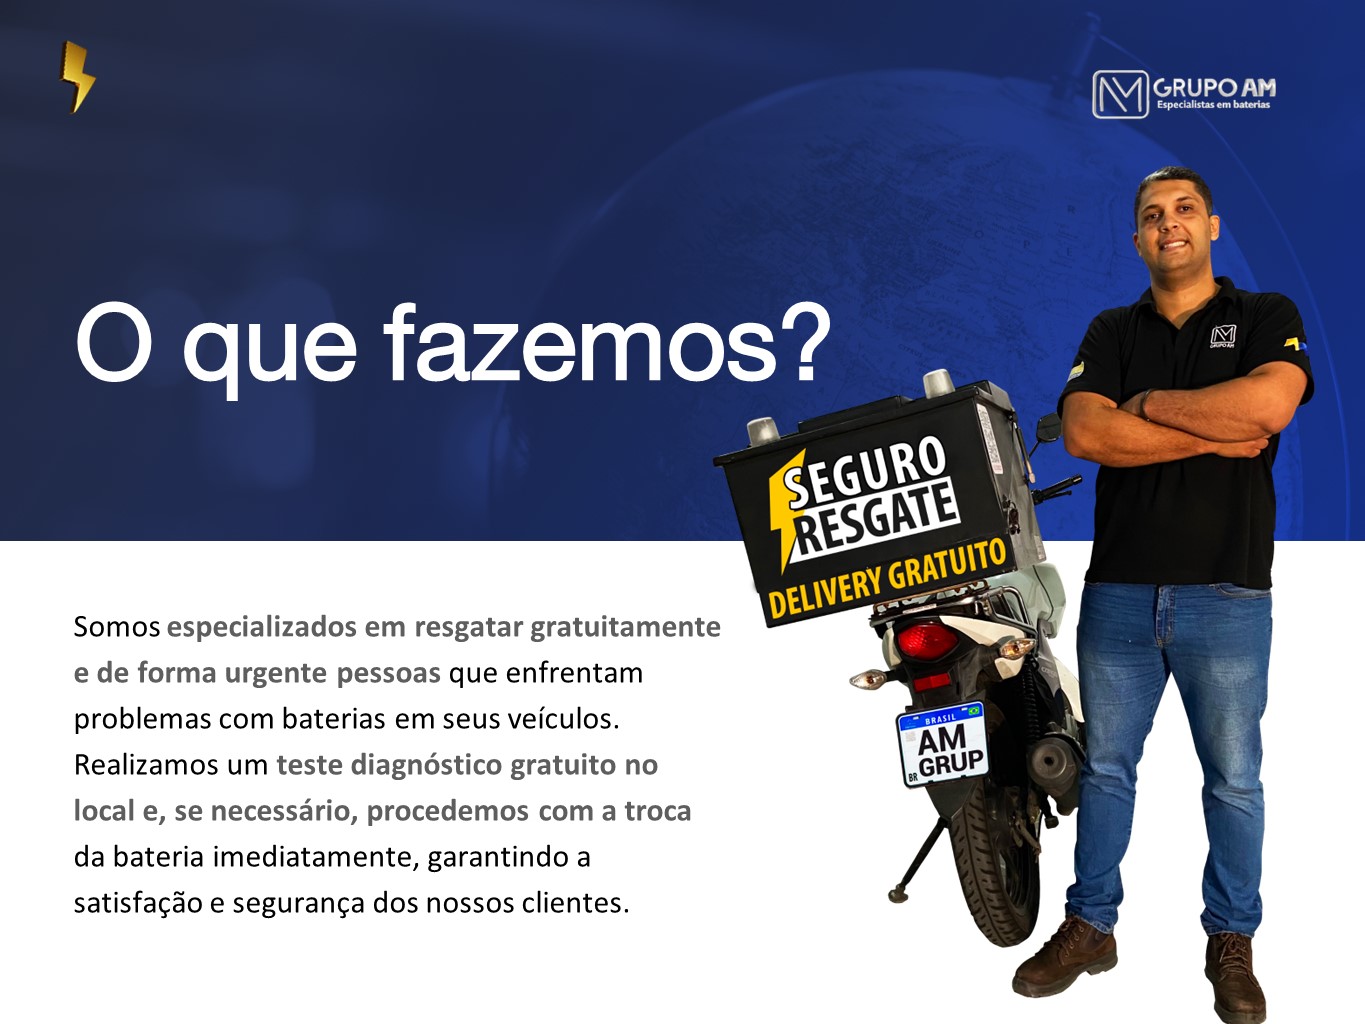 GRUPO AM
Especialistas em baterias
O que fazemos?
GRUPO AM
SEGURO
RESGATE
DELIVERY GRATUITO
BRASIL
AM
GRUP
BR
Somos especializados em resgatar gratuitamente
e de forma urgente pessoas que enfrentam
problemas com baterias em seus veículos.
Realizamos um teste diagnóstico gratuito no
local e, se necessário, procedemos com a troca
da bateria imediatamente, garantindo a
satisfação e segurança dos nossos clientes.